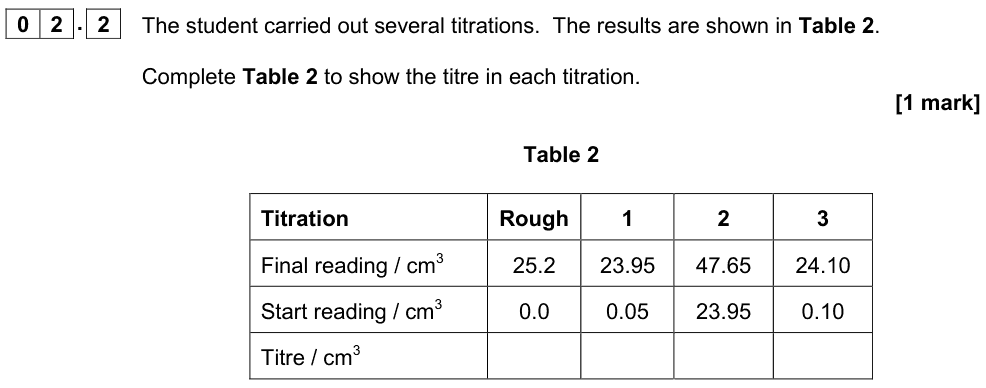 02.2 The student carried out several titrations. The results are shown in Table 2.
Complete Table 2 to show the titre in each titration.
[1 mark]
Table 2
Titration Rough 1 2 3
Final reading / cm³ 25.2 23.95 47.65 24.10
Start reading / cm³ 0.0 0.05 23.95 0.10
Titre / cm³